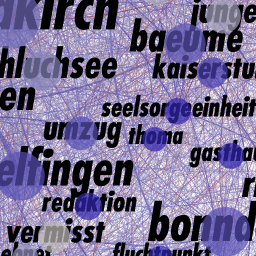 akirch
junge
baeume
hluchsee
kaiserstu
en
seelsorgeeinheit
umzug
thoma
gastha
elfingen
redaktion
bonnd
vermisst
fluchtpunkt